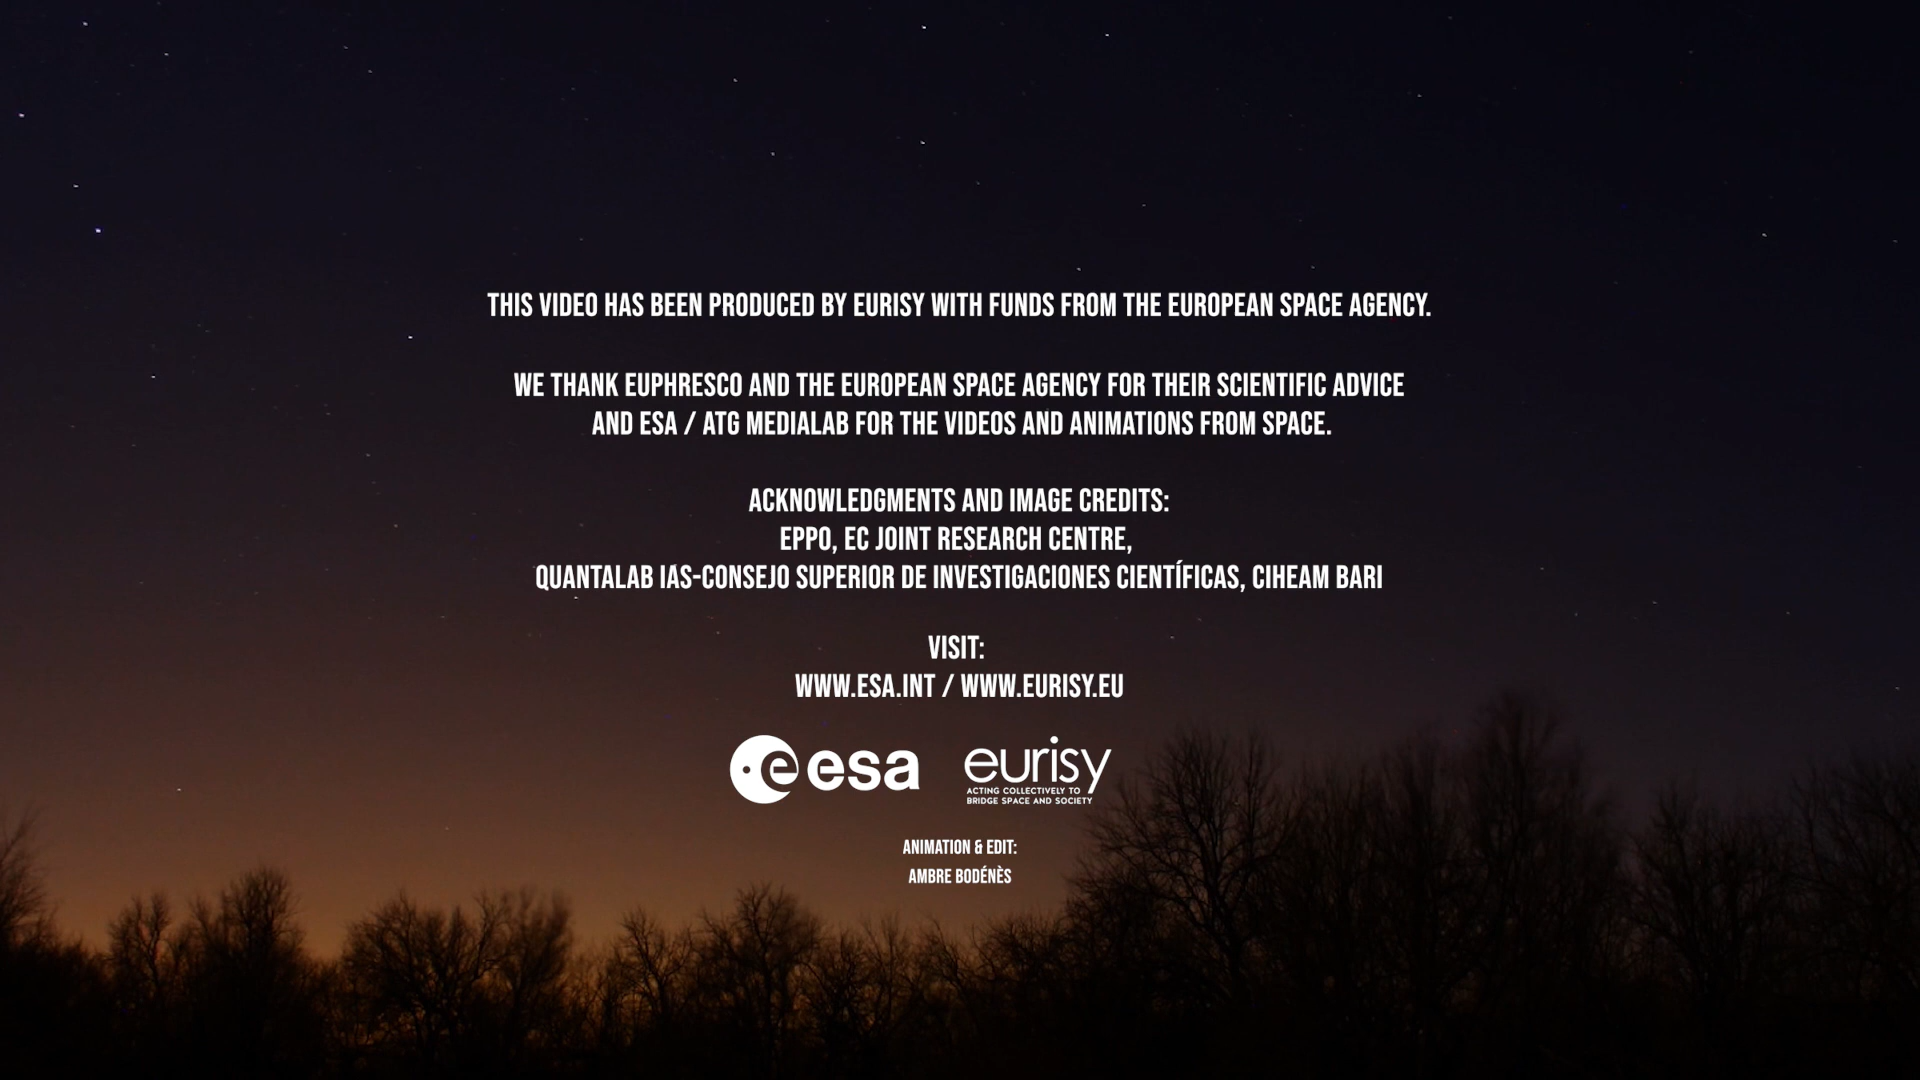 THIS VIDEO HAS BEEN PRODUCED BY EURISY WITH FUNDS FROM THE EUROPEAN SPACE AGENCY.
WE THANK EUPHRESCO AND THE EUROPEAN SPACE AGENCY FOR THEIR SCIENTIFIC ADVICE
AND ESA / ATG MEDIALAB FOR THE VIDEOS AND ANIMATIONS FROM SPACE.
ACKNOWLEDGMENTS AND IMAGE CREDITS:
EPPO, EC JOINT RESEARCH CENTRE,
QUANTALAB IAS-CONSEJO SUPERIOR DE INVESTIGACIONES CIENTÍFICAS, CIHEAM BARI
VISIT:
WWW.ESA.INT / WWW.EURISY.EU
e esa
eurisy
ACTING COLLECTIVELY TO
BRIDGE SPACE AND SOCIETY
ANIMATION & EDIT:
AMBRE BODÉNÈS